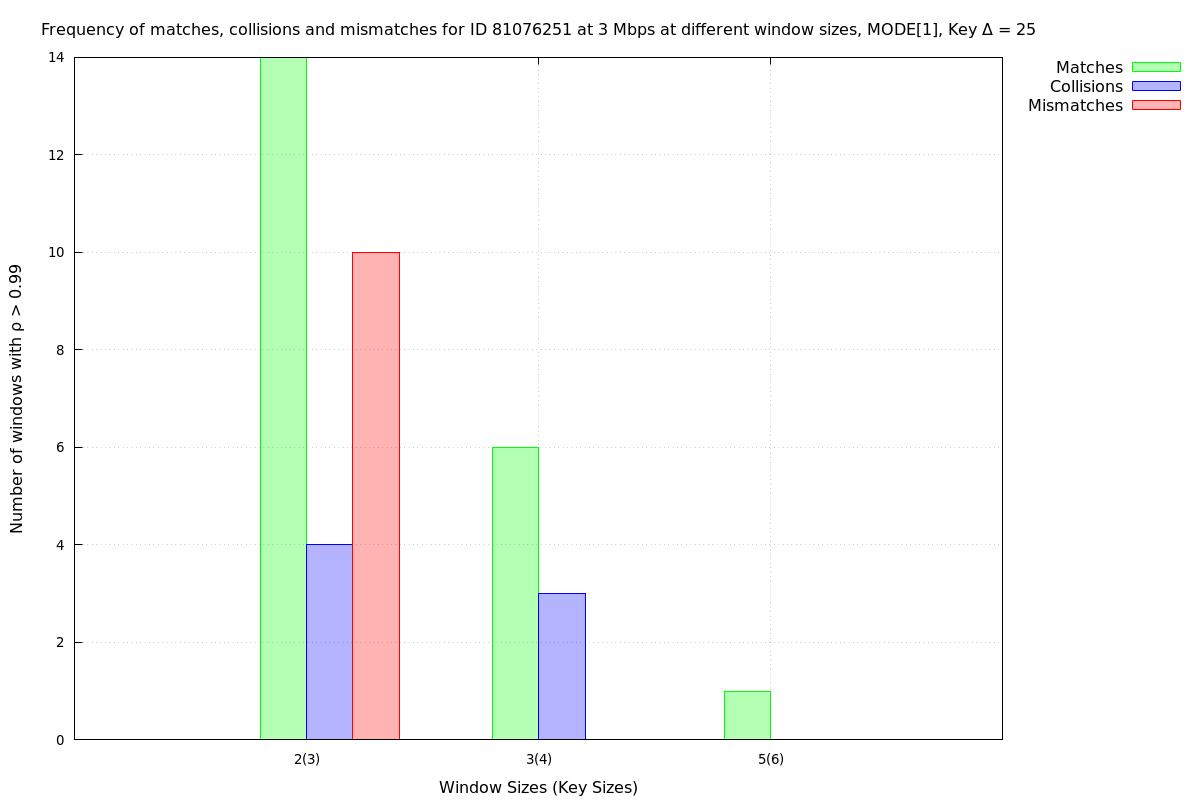 Frequency of matches, collisions and mismatches for ID 81076251 at 3 Mbps at different window sizes, MODE[1], Key Δ = 25
Matches
Collisions
Mismatches
Number of windows with ρ > 0.99
14
12
10
8
6
4
2
0
2(3) 3(4) 5(6)
Window Sizes (Key Sizes)